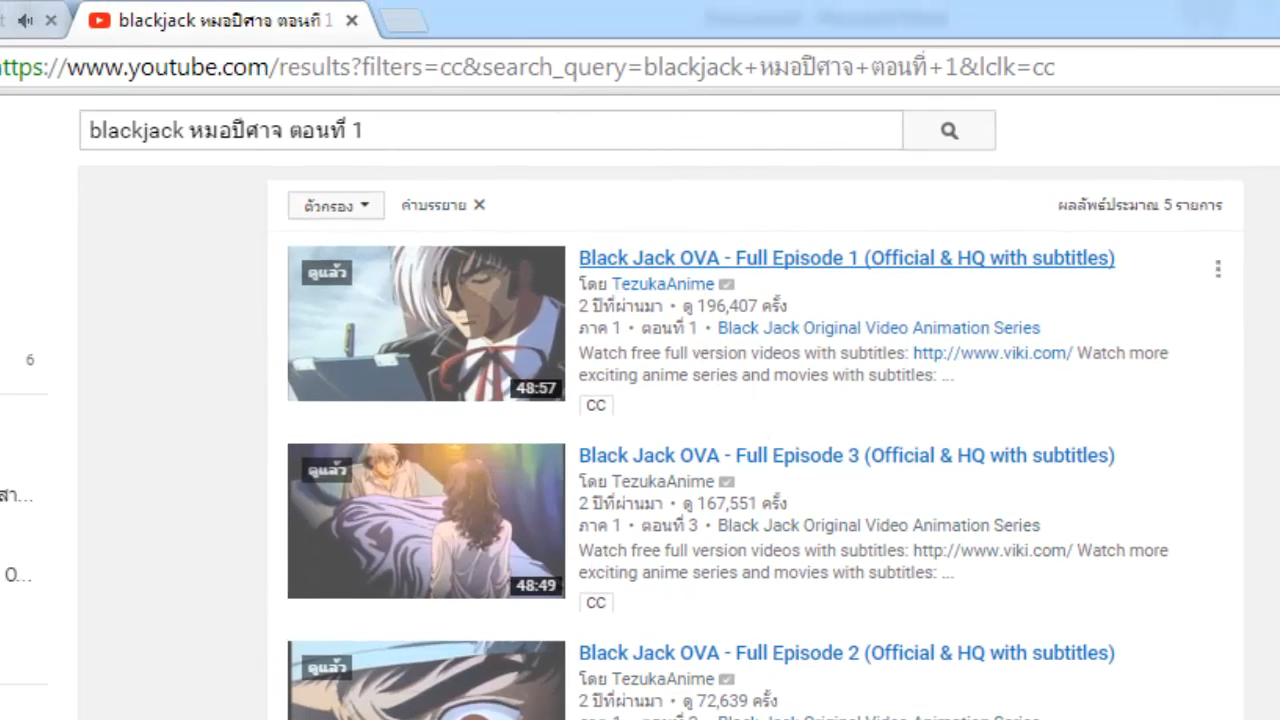 blackjack หมอปีศาจ ตอนที่ 1
ttps://www.youtube.com/results?filters=cc&search_query=blackjack+หมอปีศาจ+ตอนที่+1&lclk=cc
blackjack หมอปีศาจ ตอนที่ 1
ตัวกรอง
คำบรรยาย
ผลลัพธ์ประมาณ 5 รายการ
ดูแล้ว
48:57
Black Jack OVA - Full Episode 1 (Official & HQ with subtitles)
โดย TezukaAnime
2 ปีที่ผ่านมา • ดู 196,407 ครั้ง
ภาค 1 • ตอนที่ 1 • Black Jack Original Video Animation Series
Watch free full version videos with subtitles: http://www.viki.com/ Watch more
exciting anime series and movies with subtitles: ...
CC
6
ดูแล้ว
48:49
Black Jack OVA - Full Episode 3 (Official & HQ with subtitles)
โดย TezukaAnime
2 ปีที่ผ่านมา • ดู 167,551 ครั้ง
ภาค 1 • ตอนที่ 3 • Black Jack Original Video Animation Series
Watch free full version videos with subtitles: http://www.viki.com/ Watch more
exciting anime series and movies with subtitles: ...
CC
สา...
O...
ดูแล้ว
Black Jack OVA - Full Episode 2 (Official & HQ with subtitles)
โดย TezukaAnime
2 ปีที่ผ่านมา • ดู 72,639 ครั้ง